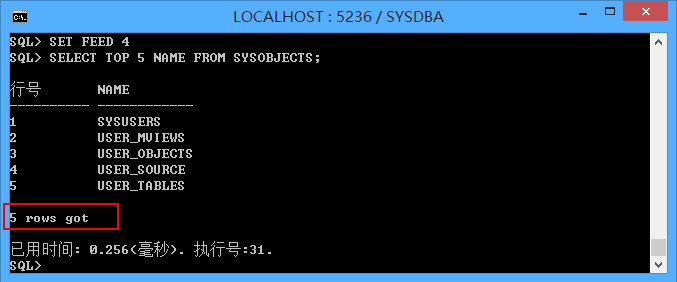 LOCALHOST : 5236 / SYSDBA
SQL> SET FEED 4
SQL> SELECT TOP 5 NAME FROM SYSOBJECTS;
行号 NAME
---------- ------------
1 SYSUSERS
2 USER_MVIEWS
3 USER_OBJECTS
4 USER_SOURCE
5 USER_TABLES
5 rows got
已用时间: 0.256(毫秒). 执行号:31.
SQL>